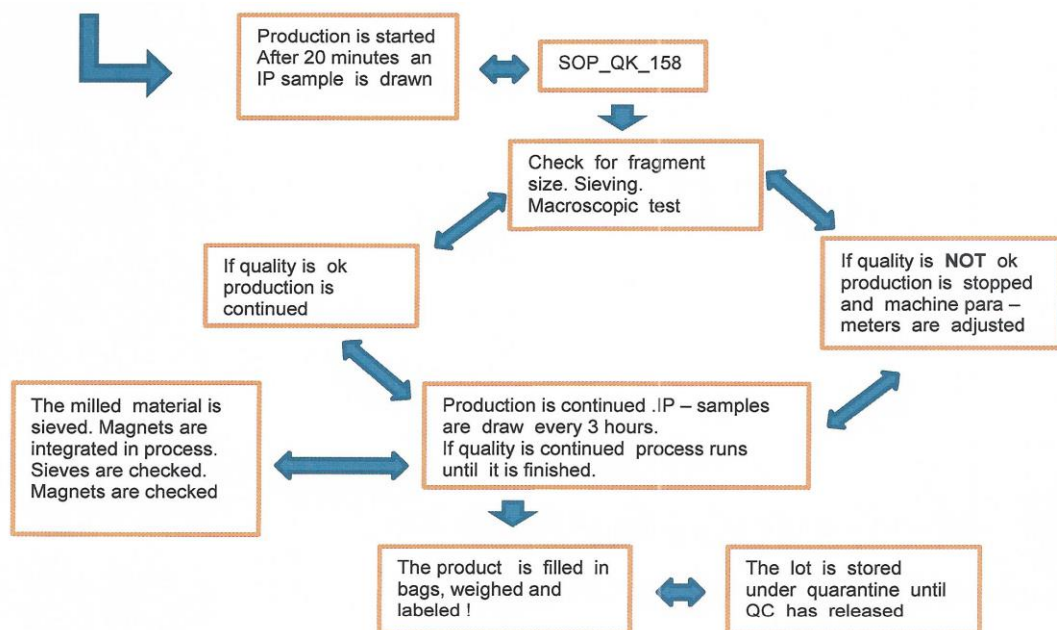 Production is started
After 20 minutes an
IP sample is drawn
SOP_QK_158
Check for fragment
size. Sieving.
Macroscopic test
If quality is ok
production is
continued
If quality is NOT ok
production is stopped
and machine para –
meters are adjusted
The milled material is
sieved. Magnets are
integrated in process.
Sieves are checked.
Magnets are checked
Production is continued .IP – samples
are draw every 3 hours.
If quality is continued process runs
until it is finished.
The product is filled in
bags, weighed and
labeled !
The lot is stored
under quarantine until
QC has released